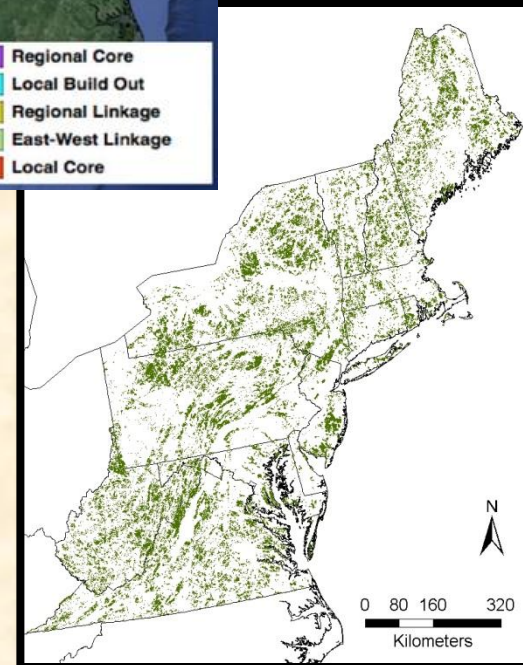 Regional Core
Local Build Out
Regional Linkage
East-West Linkage
Local Core
N
0 80 160 320
Kilometers